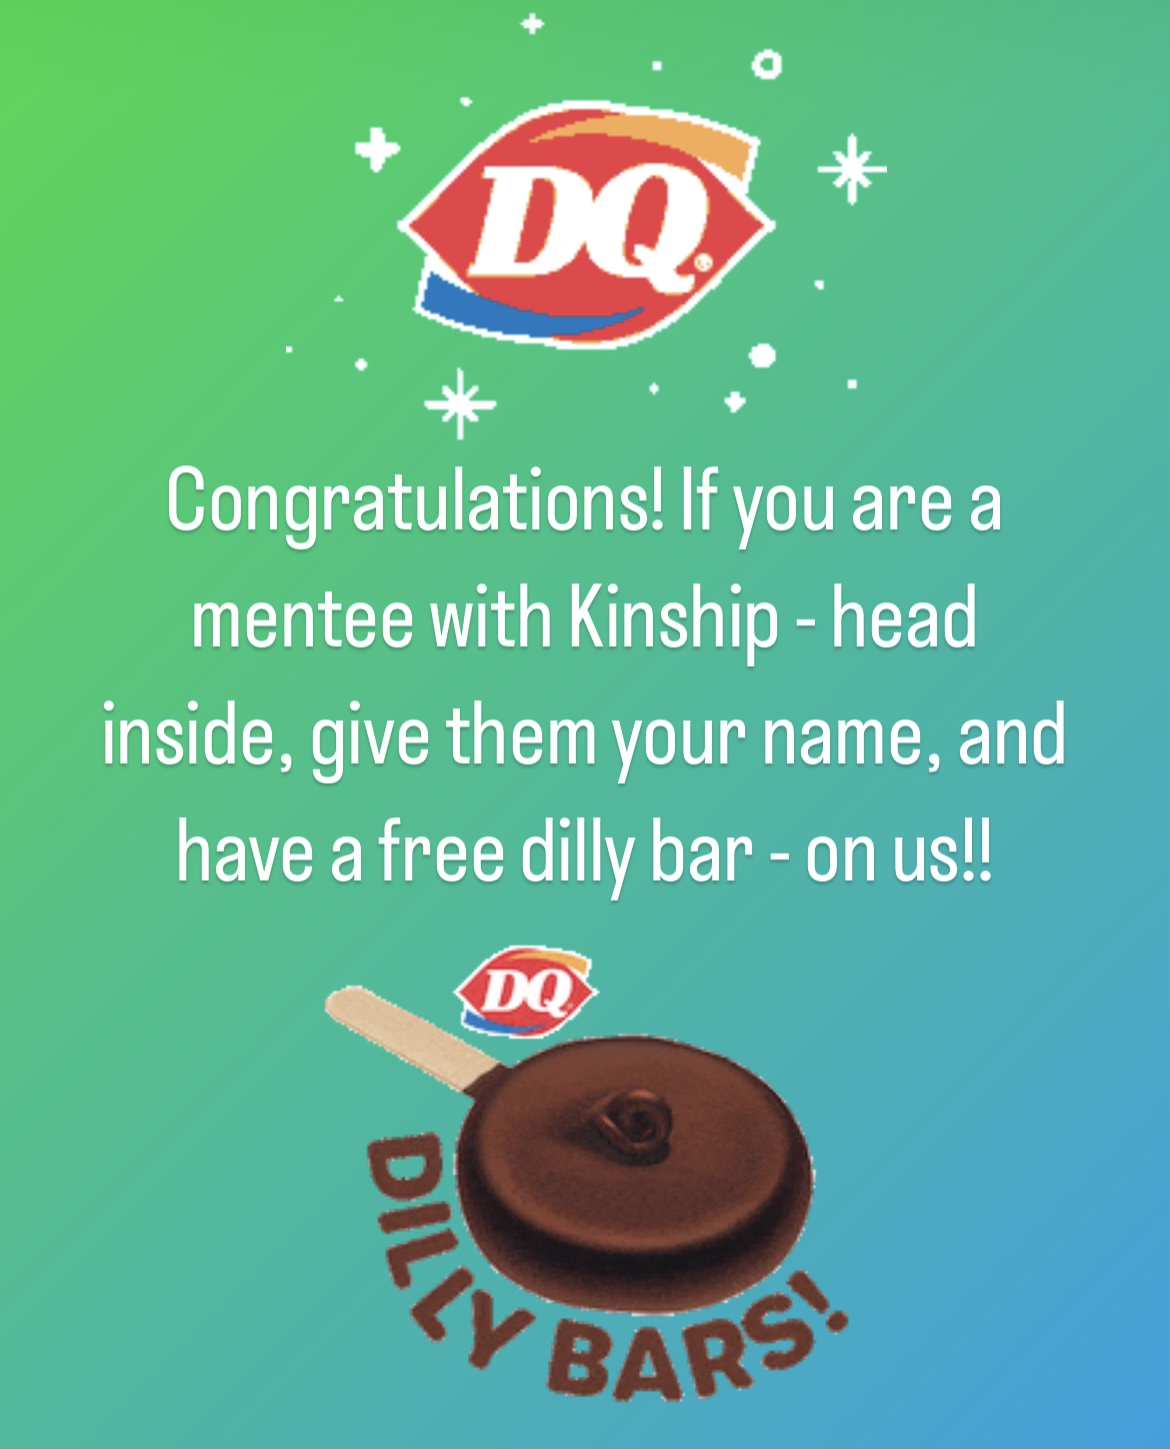 DQ®
Congratulations! If you are a
mentee with Kinship - head
inside, give them your name, and
have a free dilly bar - on us!!
DQ
DILLY BARS!